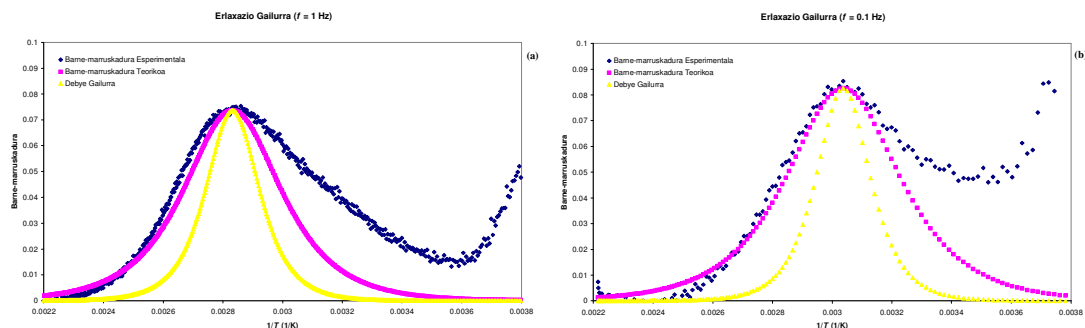 Erlaxazio Gailurra (f = 1 Hz)
(a)
0.1
0.09
0.08
0.07
0.06
0.05
0.04
0.03
0.02
0.01
0
Barne-marruskadura
Barne-marruskadura Esperimentala
Barne-marruskadura Teorikoa
Debye Gailurra
0.0022
0.0024
0.0026
0.0028
0.003
0.0032
0.0034
0.0036
0.0038
1/T (1/K)
Erlaxazio Gailurra (f = 0.1 Hz)
(b)
0.1
0.09
0.08
0.07
0.06
0.05
0.04
0.03
0.02
0.01
0
Barne-marruskadura
Barne-marruskadura Esperimentala
Barne-marruskadura Teorikoa
Debye Gailurra
0.0022
0.0024
0.0026
0.0028
0.003
0.0032
0.0034
0.0036
0.0038
1/T (1/K)